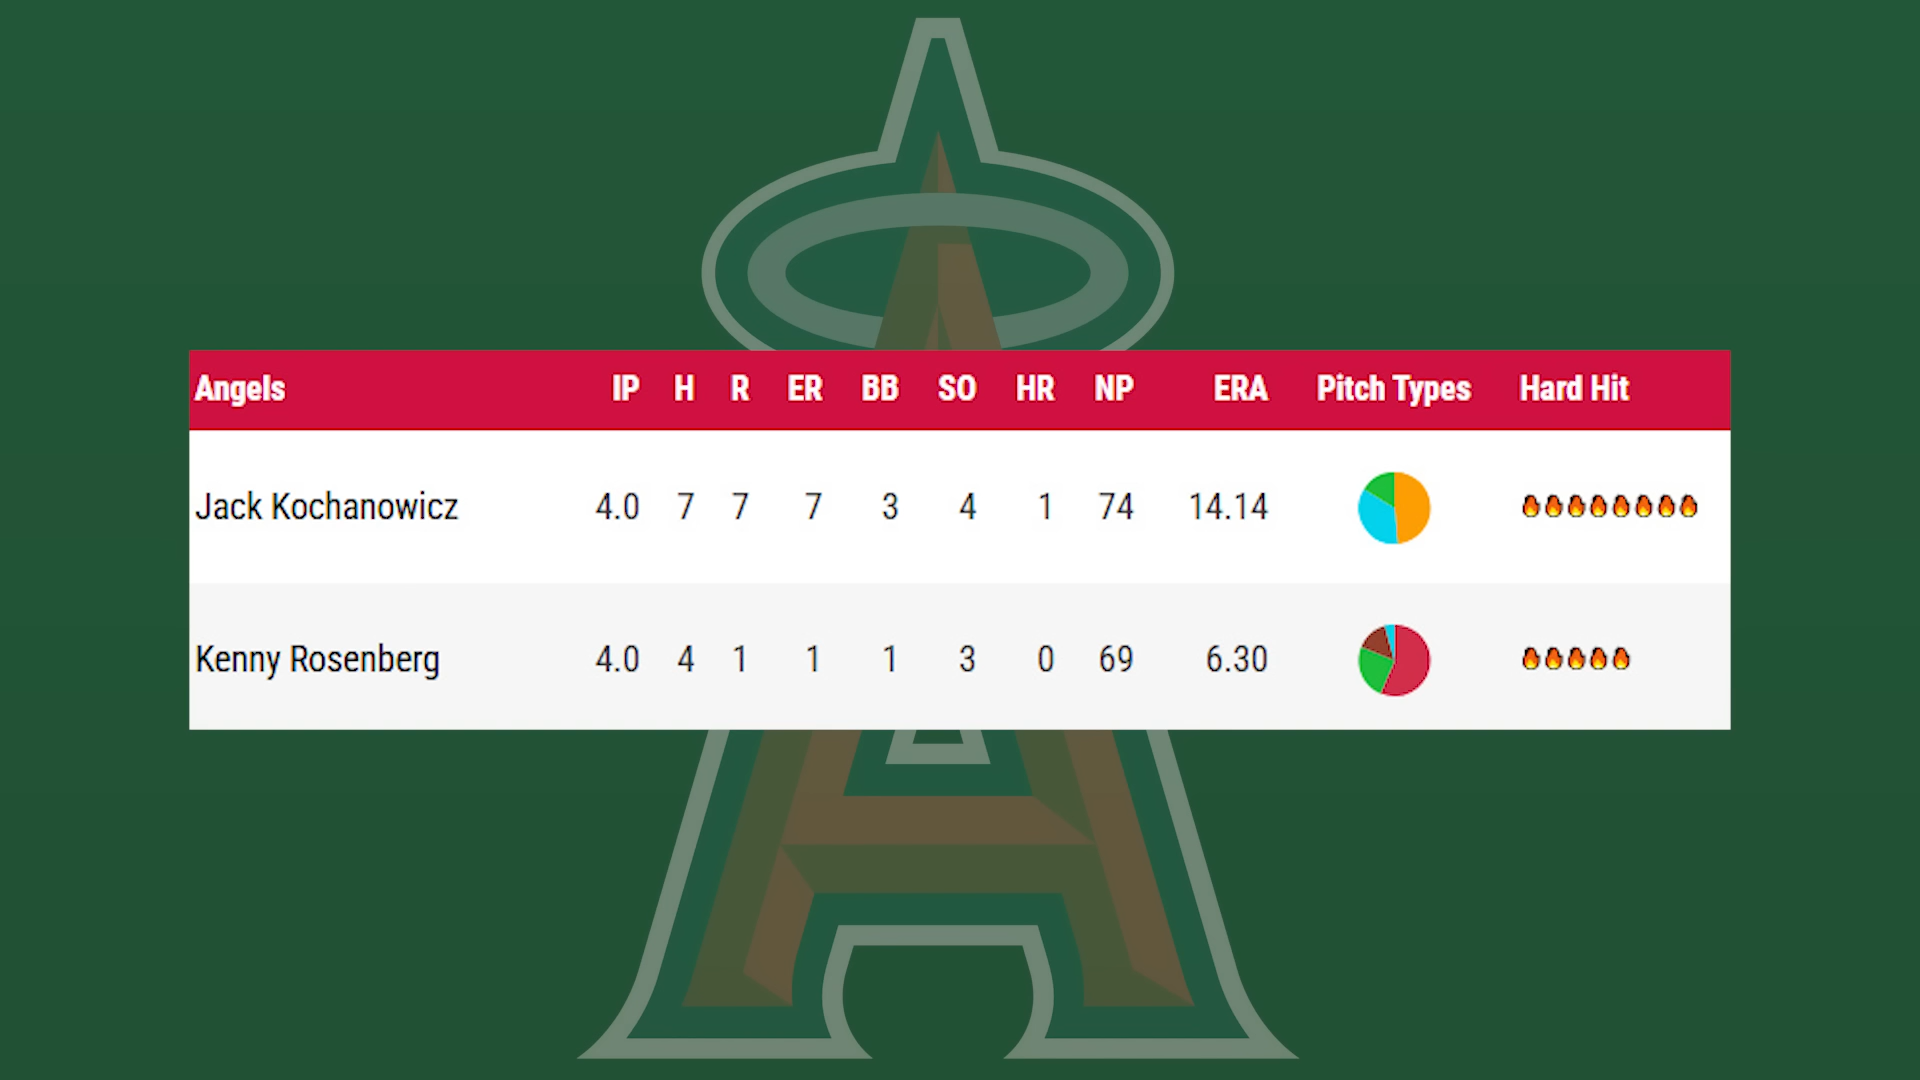 Angels IP H R ER BB SO HR NP ERA Pitch Types Hard Hit
Jack Kochanowicz 4.0 7 7 7 3 4 1 74 14.14
Kenny Rosenberg 4.0 4 1 1 1 3 0 69 6.30